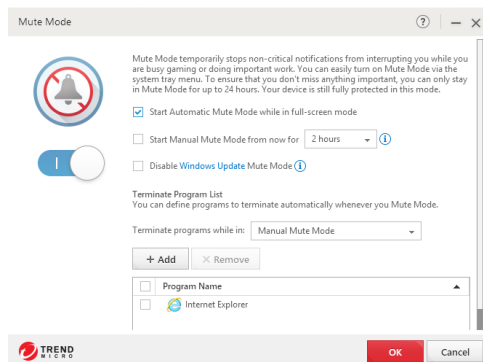 Mute Mode
Mute Mode temporarily stops non-critical notifications from interrupting you while you
are busy gaming or doing important work. You can easily turn on Mute Mode via the
system tray menu. To ensure that you don't miss anything important, you can only stay
in Mute Mode for up to 24 hours. Your device is still fully protected in this mode.
Start Automatic Mute Mode while in full-screen mode
Start Manual Mute Mode from now for 2 hours
Disable Windows Update Mute Mode
Terminate Program List
You can define programs to terminate automatically whenever you Mute Mode.
Terminate programs while in: Manual Mute Mode
+ Add × Remove
Program Name
Internet Explorer
TREND
MICRO
OK Cancel